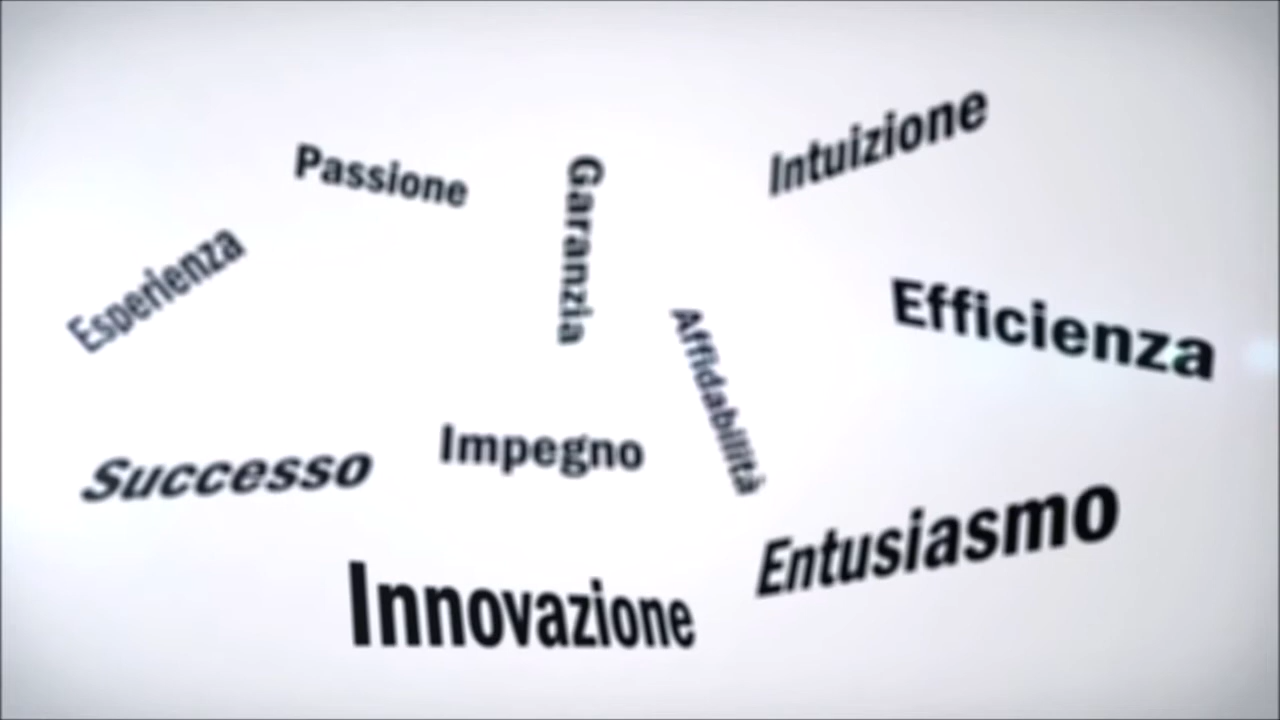 Intuizione
Passione
Garanzia
Esperienza
Efficienza
Affidabilità
Impegno
Successo
Entusiasmo
Innovazione